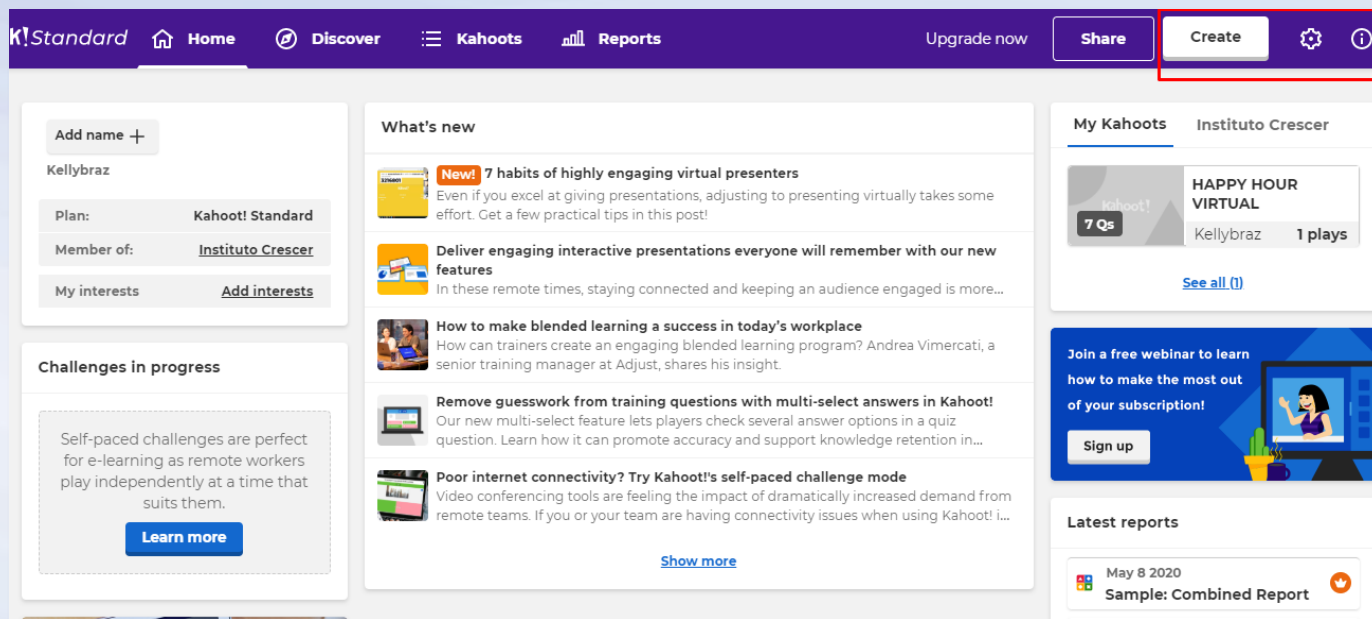 K!Standard Home Discover Kahoots Reports Upgrade now Share Create
Add name +
Kellybraz
Plan: Kahoot! Standard
Member of: Instituto Crescer
My interests Add interests
Challenges in progress
Self-paced challenges are perfect
for e-learning as remote workers
play independently at a time that
suits them.
Learn more
What's new
New! 7 habits of highly engaging virtual presenters
Even if you excel at giving presentations, adjusting to presenting virtually takes some
effort. Get a few practical tips in this post!
Deliver engaging interactive presentations everyone will remember with our new
features
In these remote times, staying connected and keeping an audience engaged is more...
How to make blended learning a success in today's workplace
How can trainers create an engaging blended learning program? Andrea Vimercati, a
senior training manager at Adjust, shares his insight.
Remove guesswork from training questions with multi-select answers in Kahoot!
Our new multi-select feature lets players check several answer options in a quiz
question. Learn how it can promote accuracy and support knowledge retention in...
Poor internet connectivity? Try Kahoot!'s self-paced challenge mode
Video conferencing tools are feeling the impact of dramatically increased demand from
remote teams. If you or your team are having connectivity issues when using Kahoot! i...
Show more
My Kahoots Instituto Crescer
Kahoot!
7 Qs
HAPPY HOUR
VIRTUAL
Kellybraz 1 plays
See all (1)
Join a free webinar to learn
how to make the most out
of your subscription!
Sign up
Latest reports
May 8 2020
Sample: Combined Report